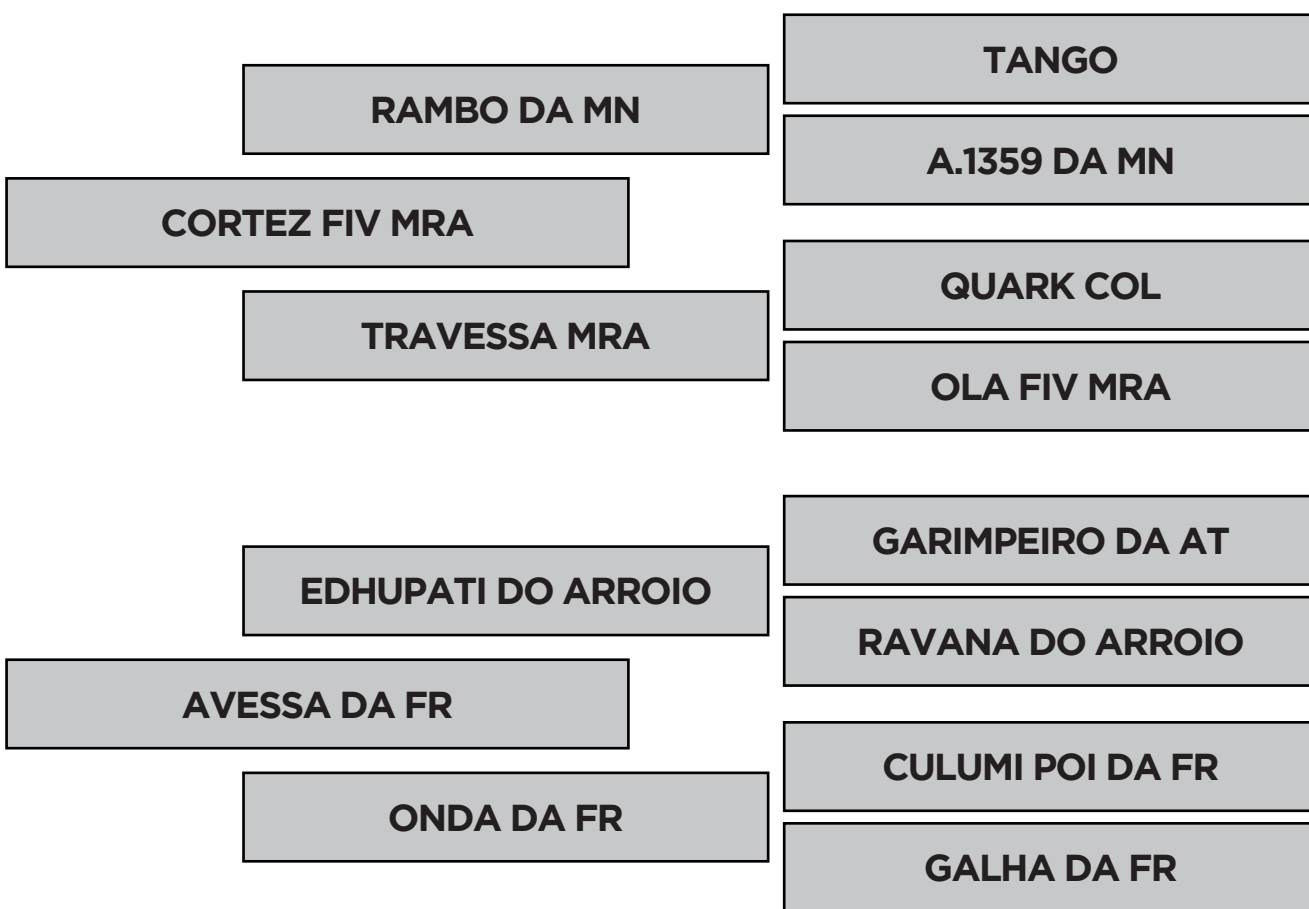 TANGO
RAMBO DA MN
A.1359 DA MN
CORTEZ FIV MRA
QUARK COL
TRAVESSA MRA
OLA FIV MRA
GARIMPEIRO DA AT
EDHUPATI DO ARROIO
RAVANA DO ARROIO
AVESSA DA FR
CULUMI POI DA FR
ONDA DA FR
GALHA DA FR